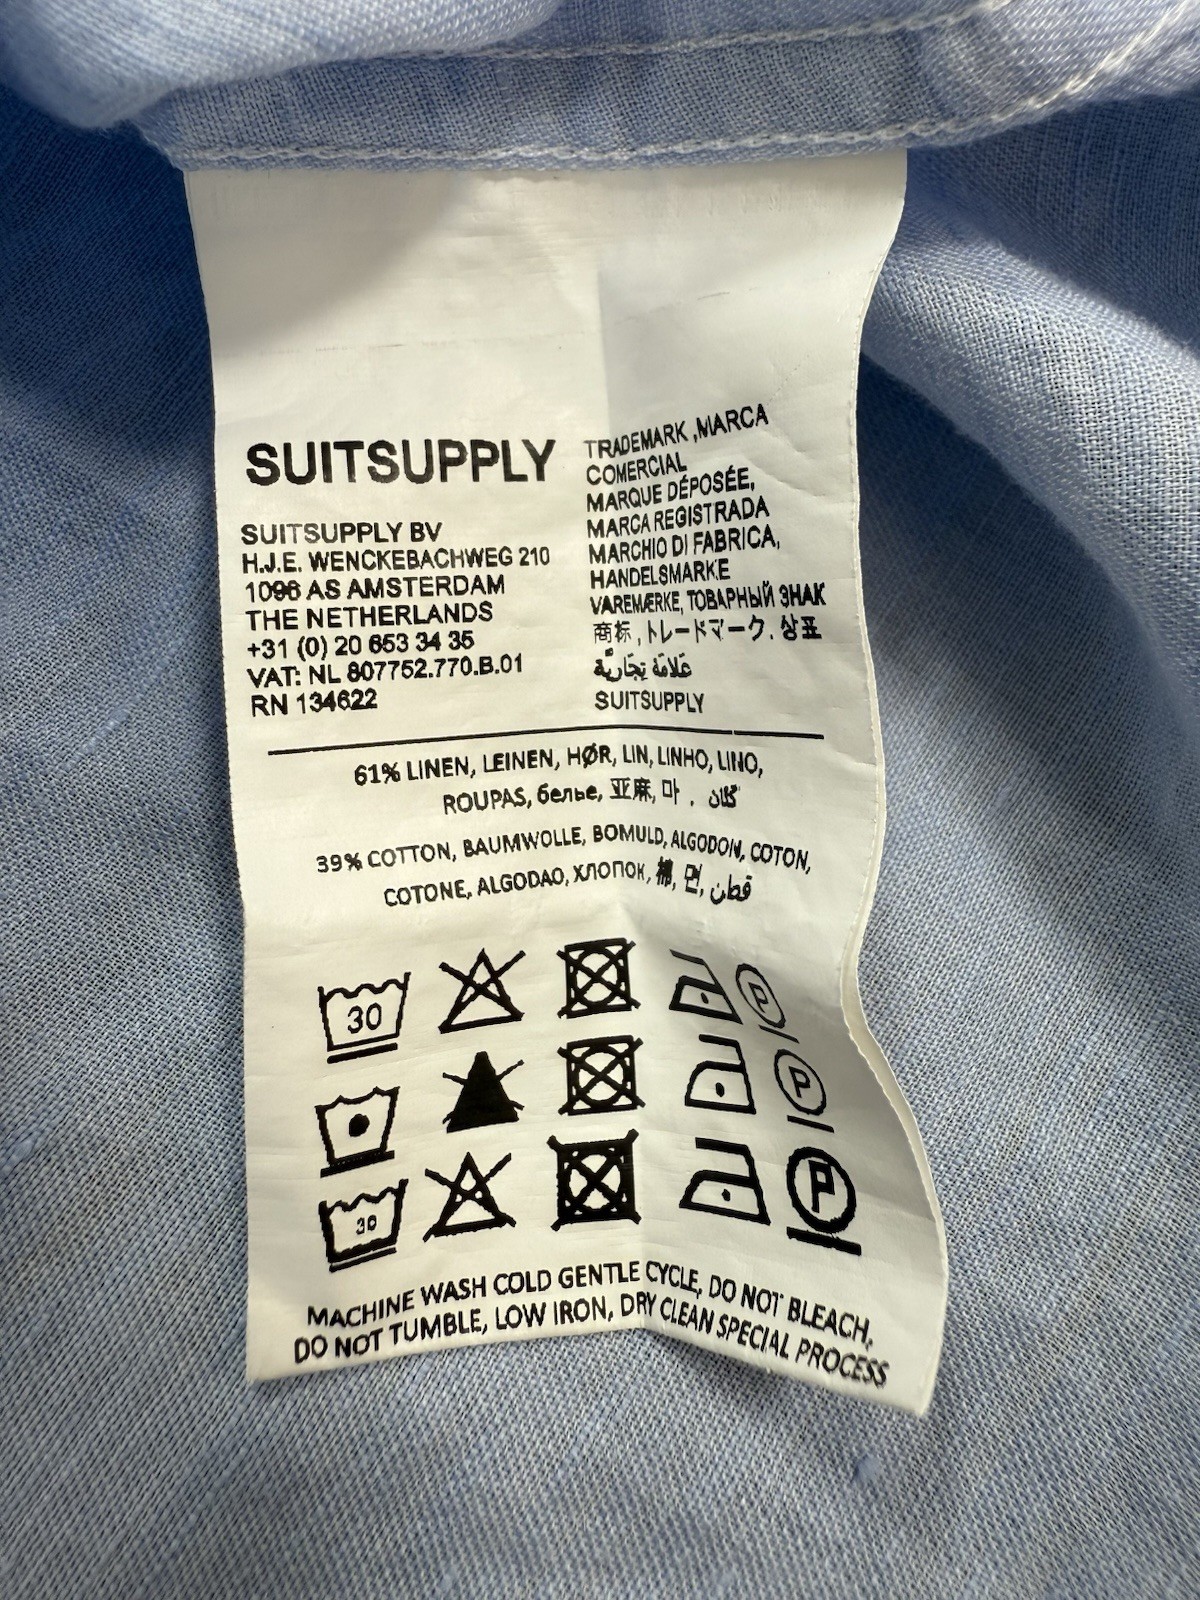 SUITSUPPLY
SUITSUPPLY BV
H.J.E. WENCKEBACHWEG 210
1096 AS AMSTERDAM
THE NETHERLANDS
+31 (0) 20 653 34 35
VAT: NL 807752.770.B.01
RN 134622
TRADEMARK ,MARCA
COMERCIAL
MARQUE DÉPOSÉE,
MARCA REGISTRADA
MARCHIO DI FABRICA,
HANDELSMARKE
VAREMÆRKE, ТОВАРНЫЙ ЗНАК
商标 , トレードマーク. 상표
عَلامَة تِجَارِيَّة
SUITSUPPLY
61% LINEN, LEINEN, HØR, LIN, LINHO, LINO,
ROUPAS, белье, 亚麻, 마 . كتان
39% COTTON, BAUMWOLLE, BOMULD, ALGODON, COTON,
COTONE, ALGODAO, ХЛОПОК, 棉, 면, قطن
30
P
P
30
P
MACHINE WASH COLD GENTLE CYCLE, DO NOT BLEACH,
DO NOT TUMBLE, LOW IRON, DRY CLEAN SPECIAL PROCESS